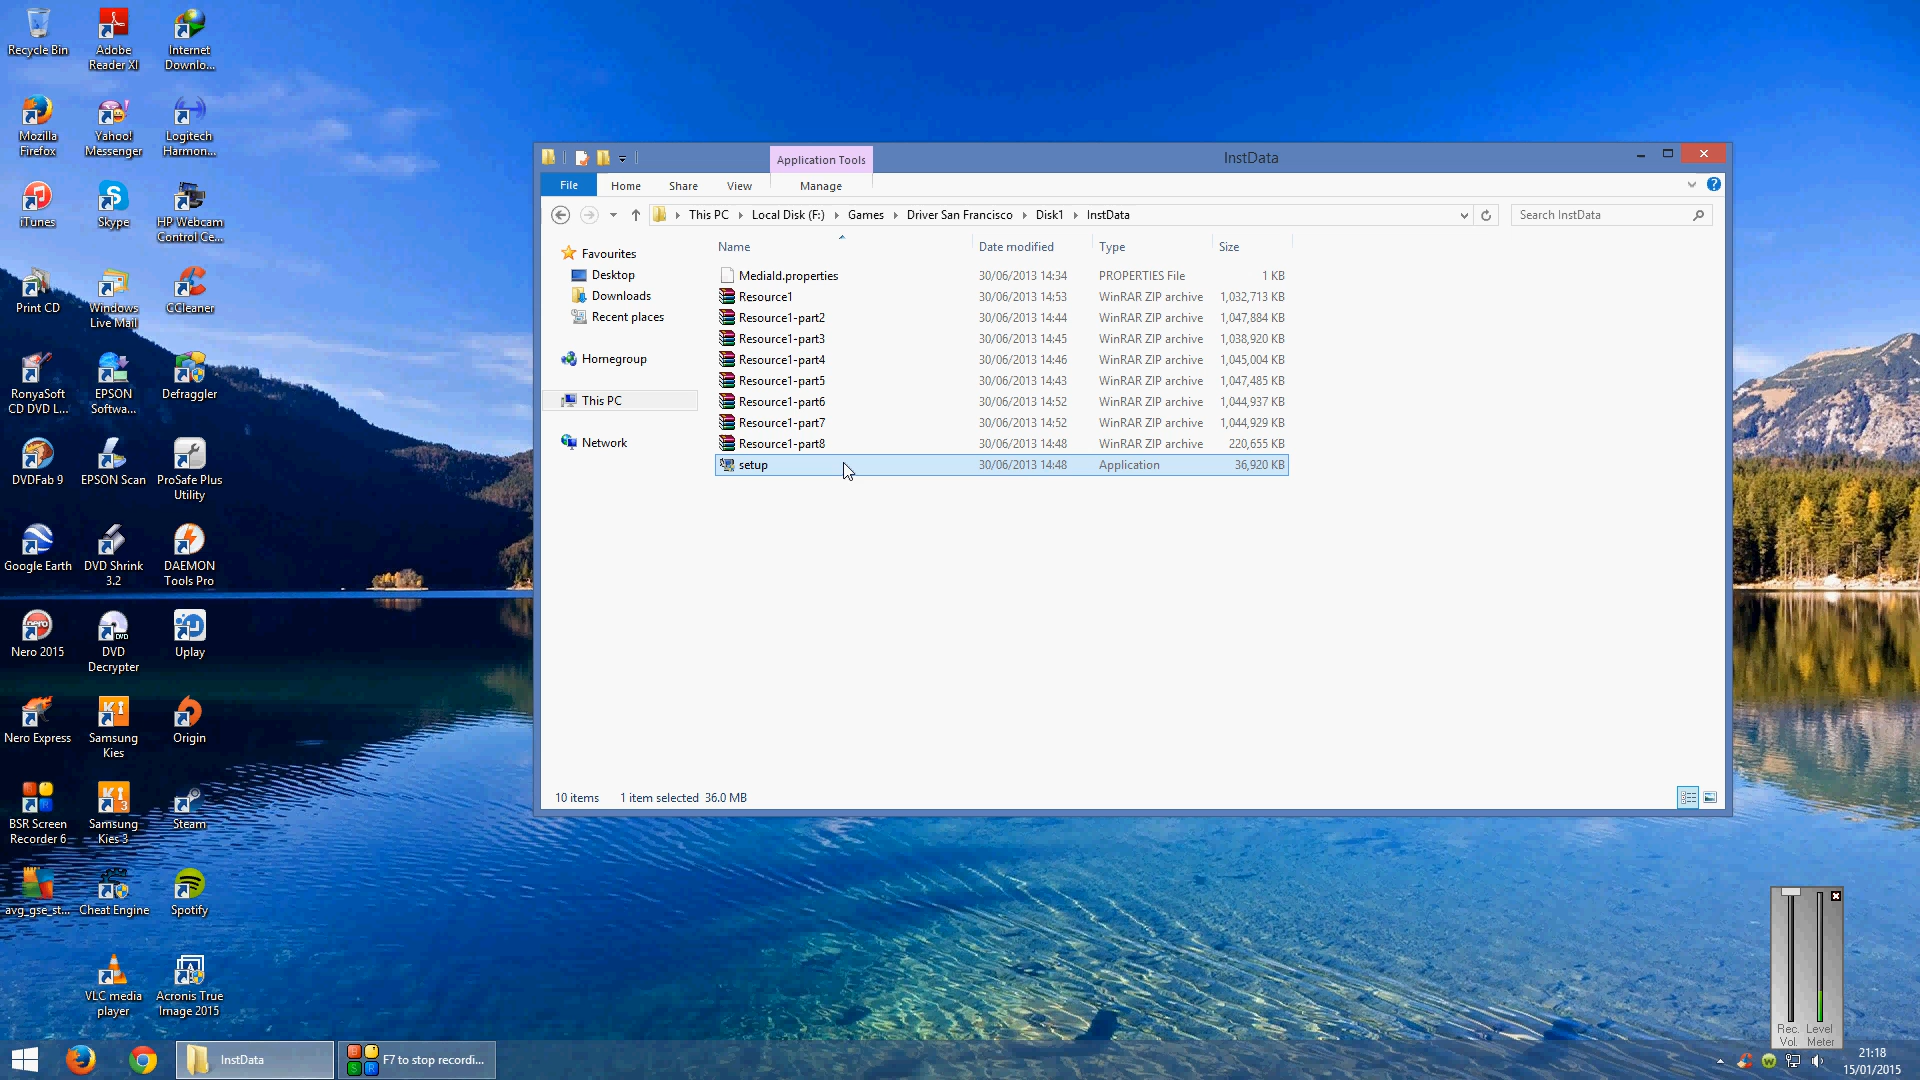 Recycle Bin
Adobe
Reader XI
Internet
Downlo...
Mozilla
Firefox
Yahoo!
Messenger
Logitech
Harmon...
iTunes
Skype
HP Webcam
Control Ce...
Print CD
Windows
Live Mail
CCleaner
RonyaSoft
CD DVD L...
EPSON
Softwa...
Defraggler
DVDFab 9
EPSON Scan
ProSafe Plus
Utility
Google Earth
DVD Shrink
3.2
DAEMON
Tools Pro
Nero 2015
DVD
Decrypter
Uplay
Nero Express
Samsung
Kies
Origin
BSR Screen
Recorder 6
Samsung
Kies 3
Steam
avg_gse_st...
Cheat Engine
Spotify
VLC media
player
Acronis True
Image 2015
Application Tools
InstData
File Home Share View Manage
This PC Local Disk (F:) Games Driver San Francisco Disk1 InstData
Search InstData
Favourites
Desktop
Downloads
Recent places
Homegroup
This PC
Network
Name Date modified Type Size
MediaId.properties 30/06/2013 14:34 PROPERTIES File 1 KB
Resource1 30/06/2013 14:53 WinRAR ZIP archive 1,032,713 KB
Resource1-part2 30/06/2013 14:44 WinRAR ZIP archive 1,047,884 KB
Resource1-part3 30/06/2013 14:45 WinRAR ZIP archive 1,038,920 KB
Resource1-part4 30/06/2013 14:46 WinRAR ZIP archive 1,045,004 KB
Resource1-part5 30/06/2013 14:43 WinRAR ZIP archive 1,047,485 KB
Resource1-part6 30/06/2013 14:52 WinRAR ZIP archive 1,044,937 KB
Resource1-part7 30/06/2013 14:52 WinRAR ZIP archive 1,044,929 KB
Resource1-part8 30/06/2013 14:48 WinRAR ZIP archive 220,655 KB
setup 30/06/2013 14:48 Application 36,920 KB
10 items 1 item selected 36.0 MB
Rec. Level
Vol. Meter
InstData
F7 to stop recordi...
21:18
15/01/2015